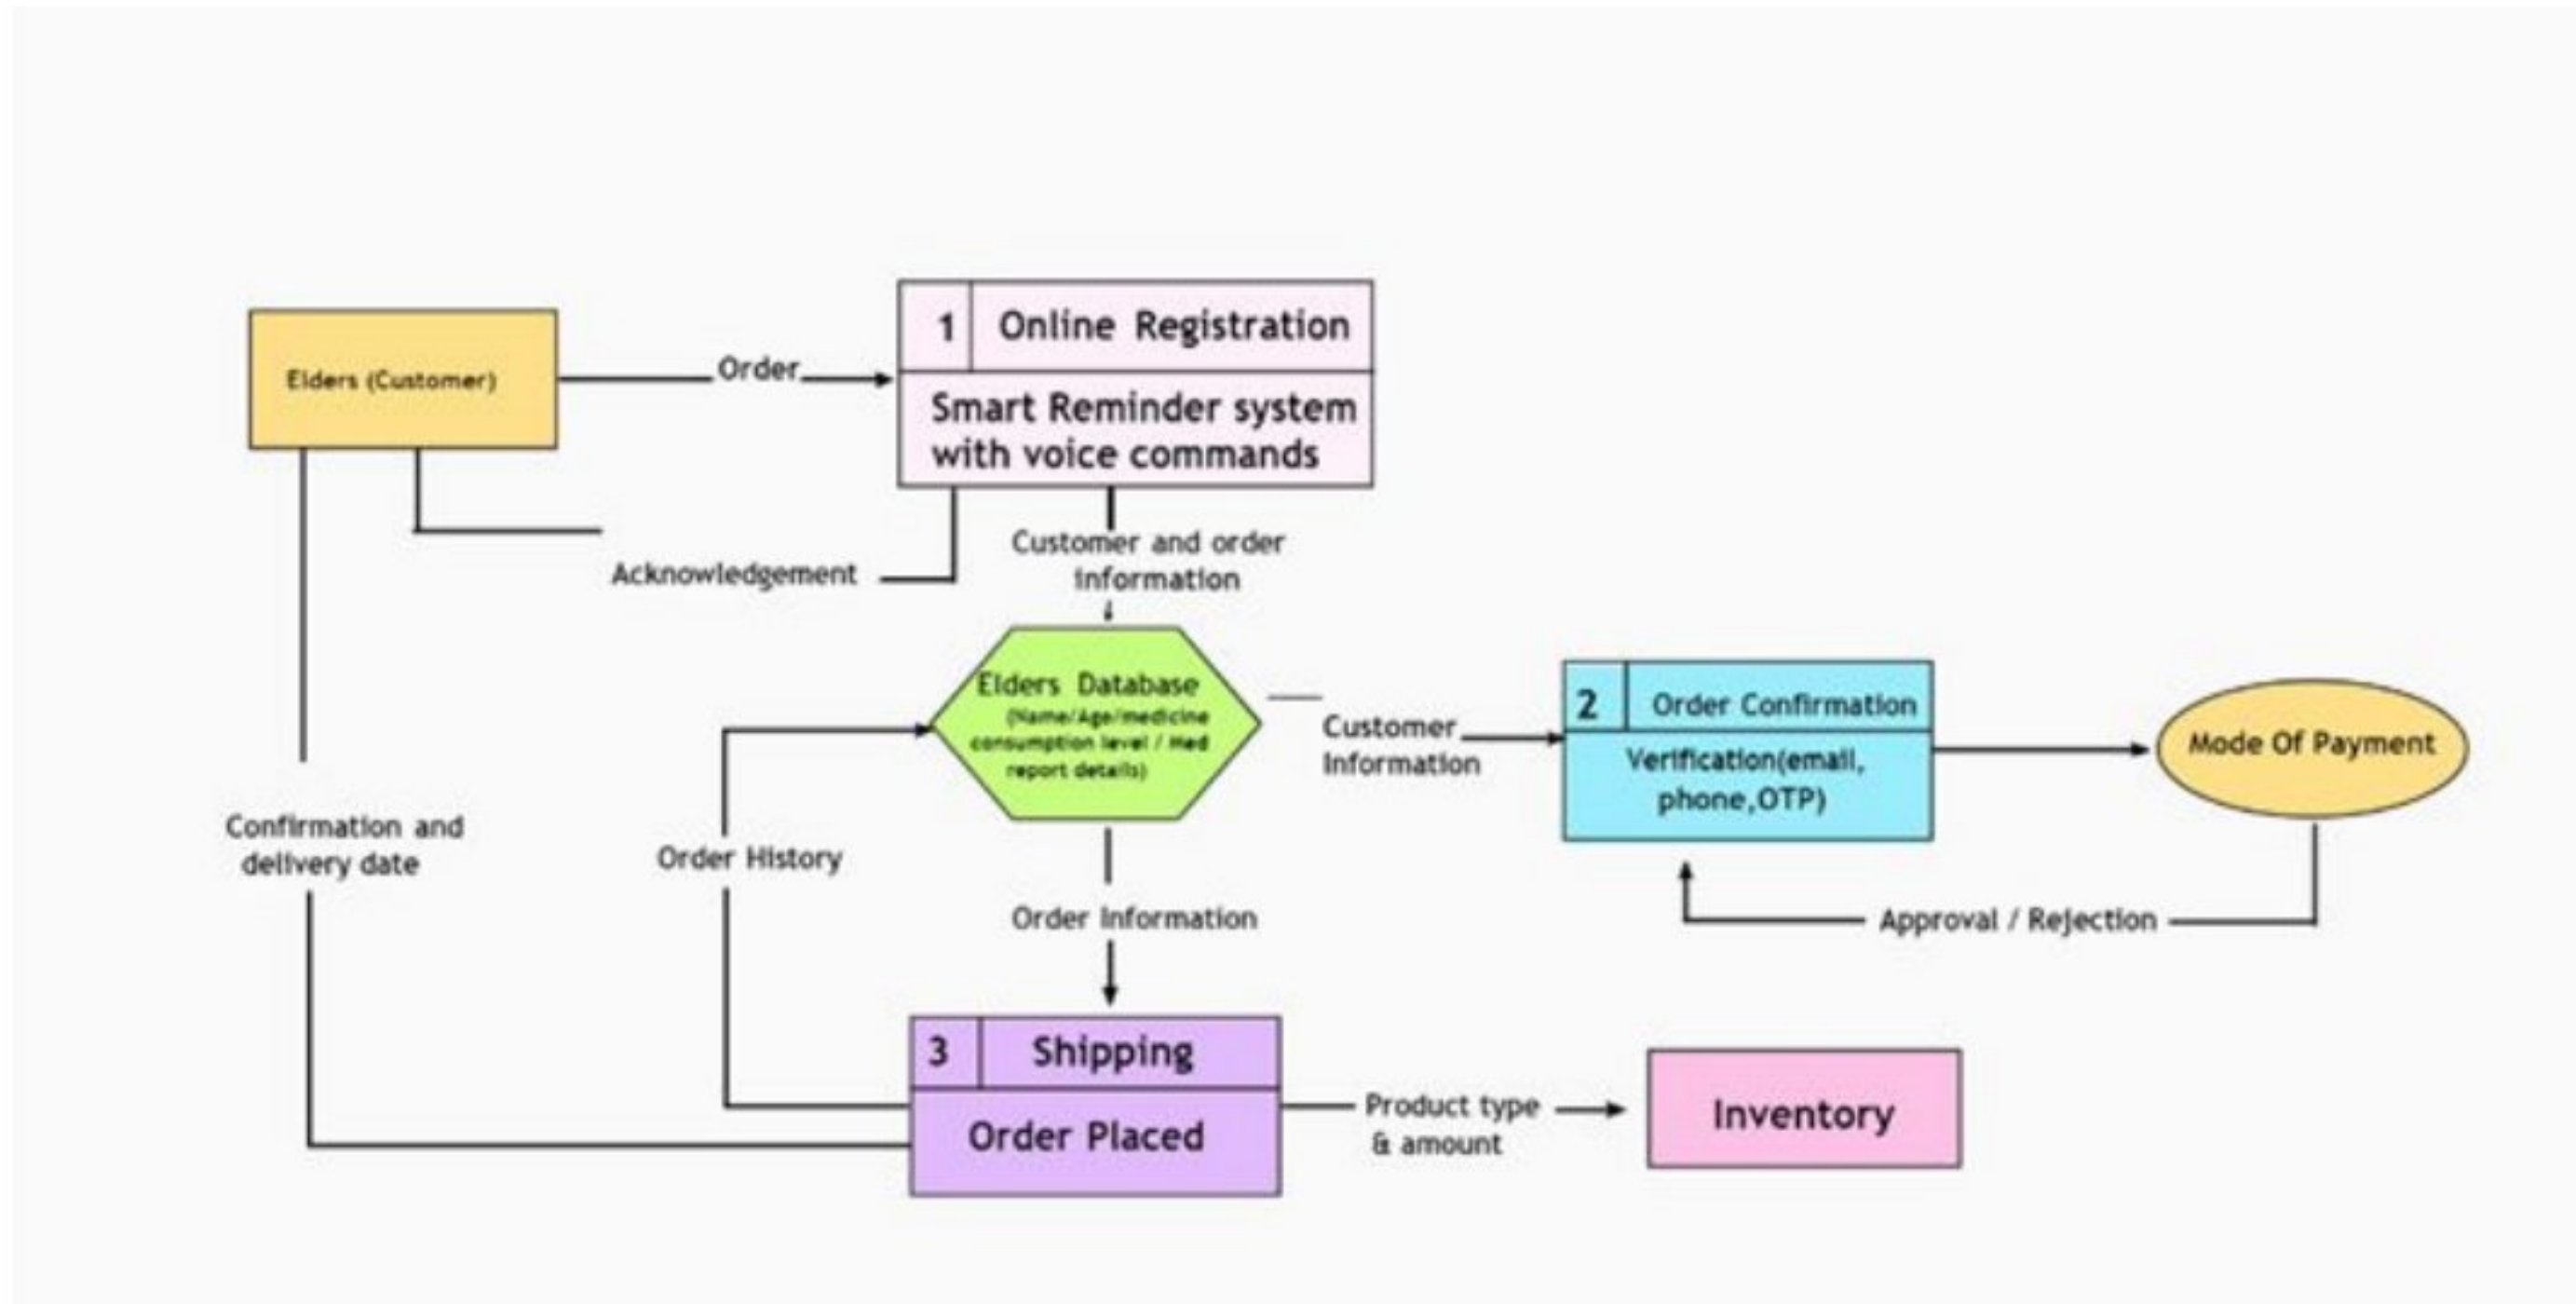 1
Online Registration
Elders (Customer)
Order
Smart Reminder system
with voice commands
Customer and order
information
Acknowledgement
Elders Database
(Name/Age/medicine
consumption level / Med
report details)
Customer
Information
2
Order Confirmation
Verification(email,
phone,OTP)
Mode Of Payment
Confirmation and
delivery date
Order History
Order Information
Approval / Rejection
3
Shipping
Order Placed
Product type
& amount
Inventory